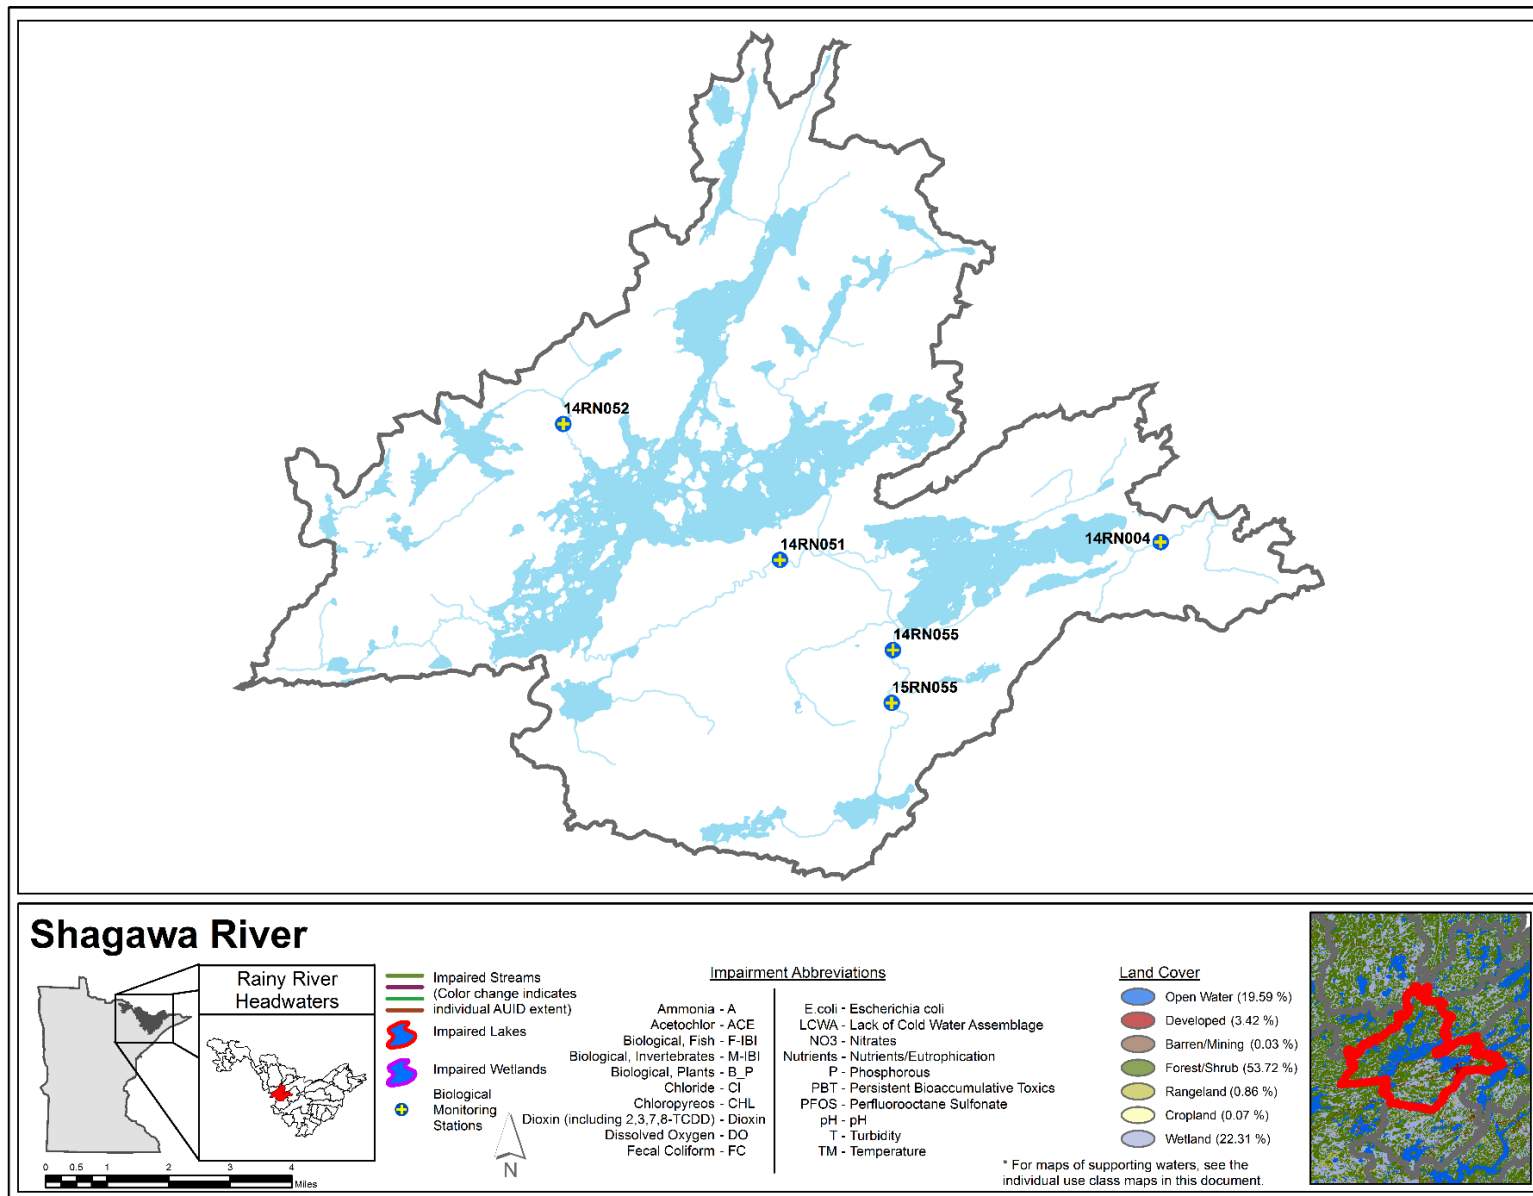 14RN052
14RN051
14RN004
14RN055
15RN055
Shagawa River
Rainy River
Headwaters
0 0.5 1 2 3 4
Miles
Impaired Streams
(Color change indicates
individual AUID extent)
Impaired Lakes
Impaired Wetlands
Biological
Monitoring
Stations
N
Impairment Abbreviations
Ammonia - A
Acetochlor - ACE
Biological, Fish - F-IBI
Biological, Invertebrates - M-IBI
Biological, Plants - B_P
Chloride - Cl
Chloropyreos - CHL
Dioxin (including 2,3,7,8-TCDD) - Dioxin
Dissolved Oxygen - DO
Fecal Coliform - FC
E.coli - Escherichia coli
LCWA - Lack of Cold Water Assemblage
NO3 - Nitrates
Nutrients - Nutrients/Eutrophication
P - Phosphorous
PBT - Persistent Bioaccumulative Toxics
PFOS - Perfluorooctane Sulfonate
pH - pH
T - Turbidity
TM - Temperature
Land Cover
Open Water (19.59 %)
Developed (3.42 %)
Barren/Mining (0.03 %)
Forest/Shrub (53.72 %)
Rangeland (0.86 %)
Cropland (0.07 %)
Wetland (22.31 %)
* For maps of supporting waters, see the
individual use class maps in this document.